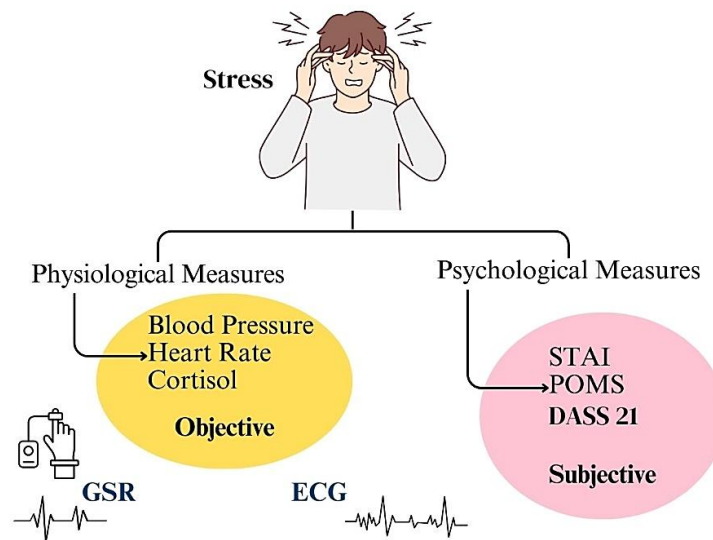 Stress
Physiological Measures
Blood Pressure
Heart Rate
Cortisol
Objective
GSR
ECG
Psychological Measures
STAI
POMS
DASS 21
Subjective